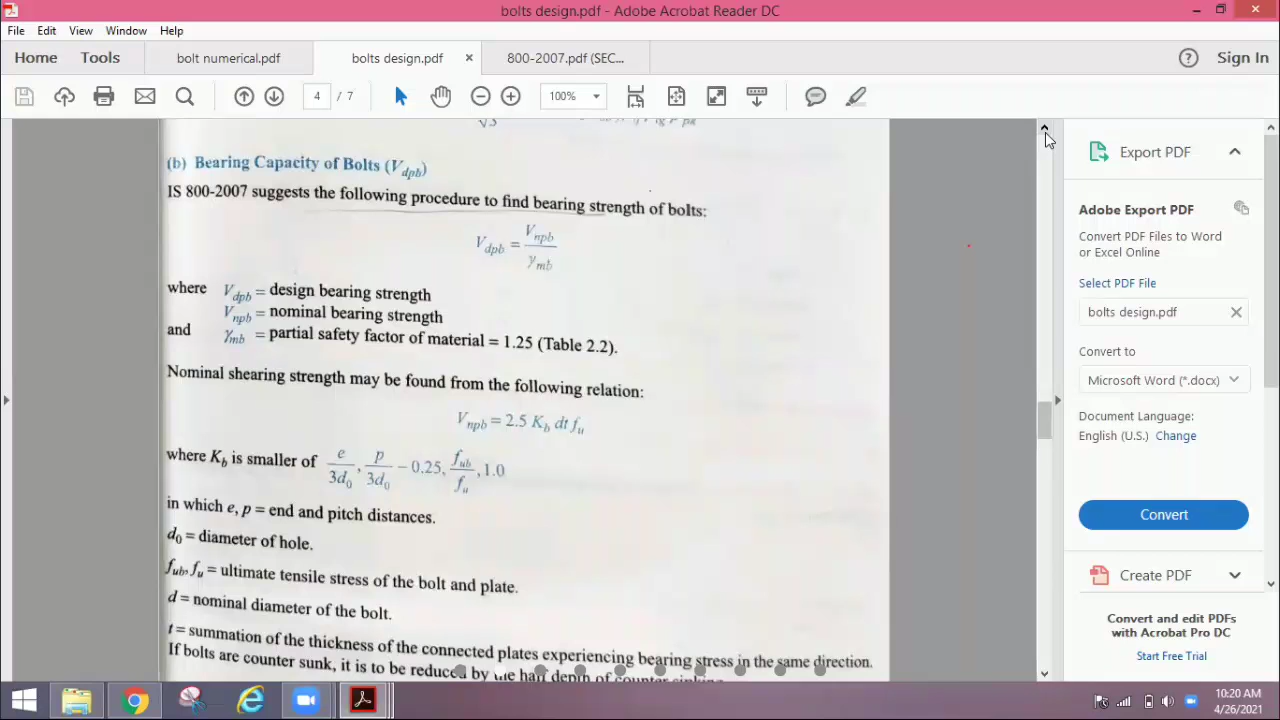 bolts design.pdf - Adobe Acrobat Reader DC
File Edit View Window Help
Home Tools bolt numerical.pdf bolts design.pdf × 800-2007.pdf (SEC... Sign In
4 / 7 100%
(b) Bearing Capacity of Bolts (V_dpb)
IS 800-2007 suggests the following procedure to find bearing strength of bolts:
V_dpb = V_npb / γ_mb
where V_dpb = design bearing strength
V_npb = nominal bearing strength
and γ_mb = partial safety factor of material = 1.25 (Table 2.2).
Nominal shearing strength may be found from the following relation:
V_npb = 2.5 K_b dt f_u
where K_b is smaller of e/3d_0, p/3d_0 − 0.25, f_ub/f_u, 1.0
in which e, p = end and pitch distances.
d_0 = diameter of hole.
f_ub, f_u = ultimate tensile stress of the bolt and plate.
d = nominal diameter of the bolt.
t = summation of the thickness of the connected plates experiencing bearing stress in the same direction.
If bolts are counter sunk, it is to be reduced by the half depth of
Export PDF
Adobe Export PDF
Convert PDF Files to Word
or Excel Online
Select PDF File
bolts design.pdf
Convert to
Microsoft Word (*.docx)
Document Language:
English (U.S.) Change
Convert
Create PDF
Convert and edit PDFs
with Acrobat Pro DC
Start Free Trial
10:20 AM
4/26/2021